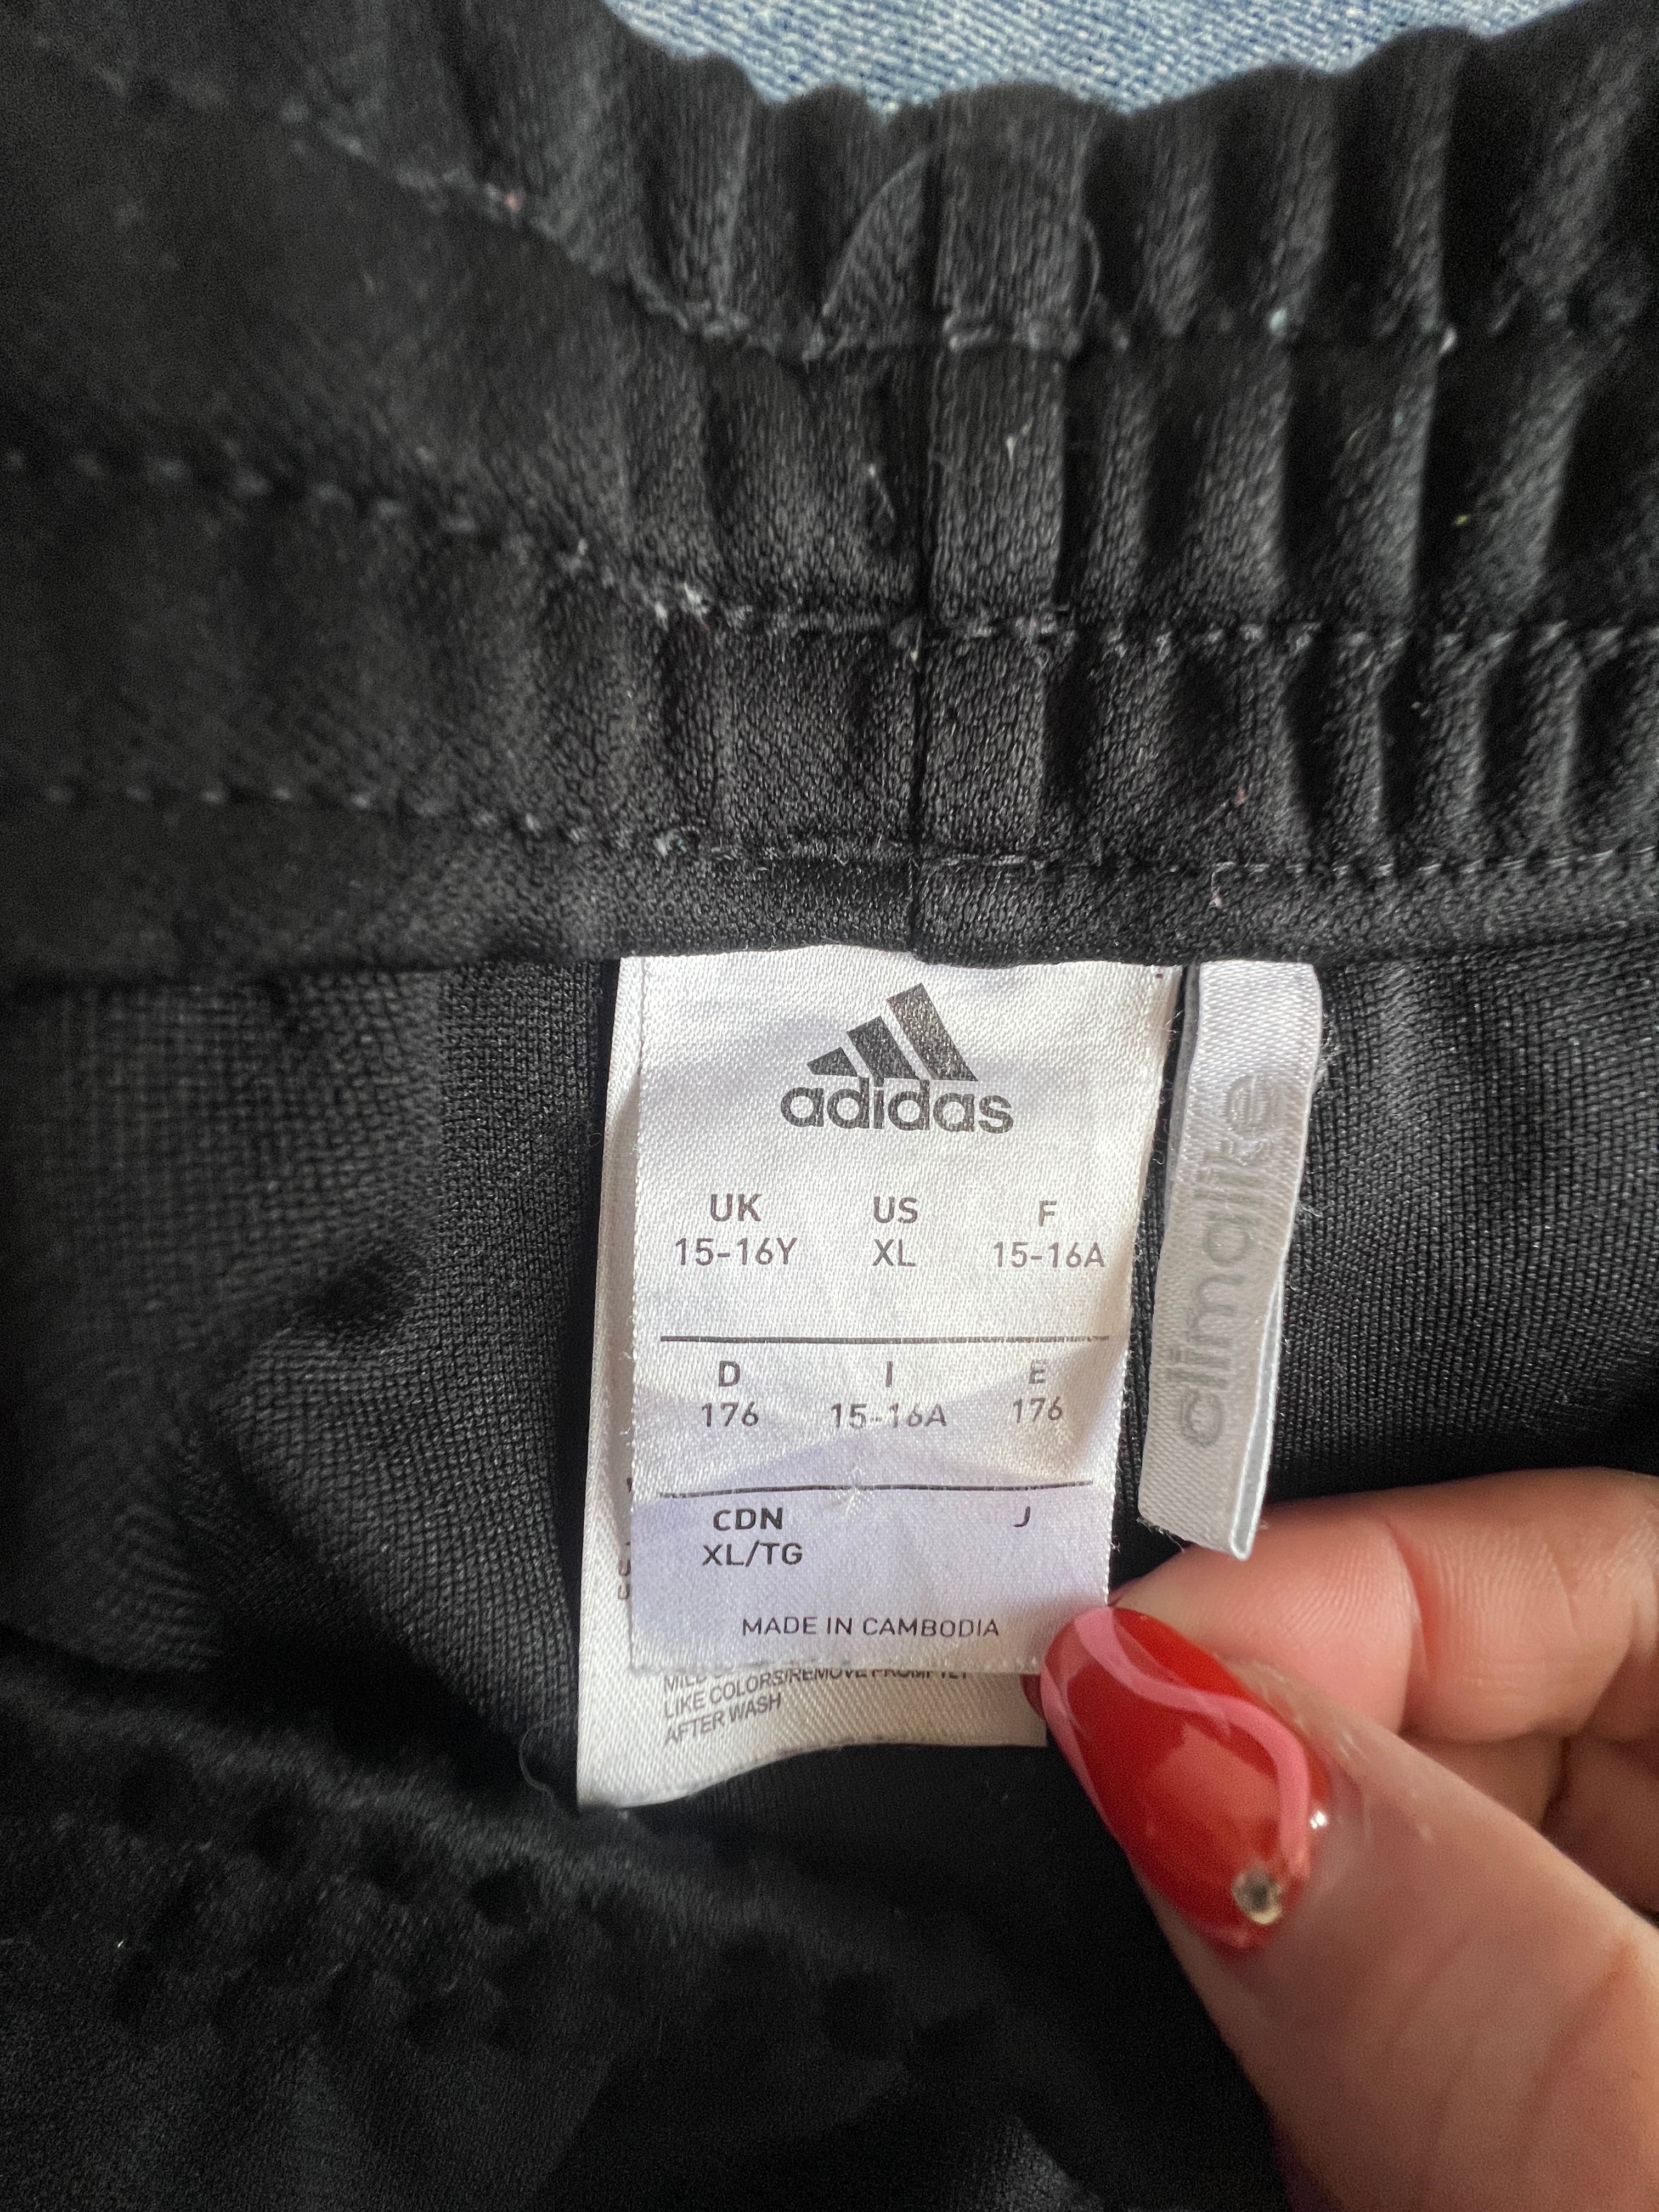 adidas
UK US F
15-16Y XL 15-16A
D I E
176 15-16A 176
CDN J
XL/TG
MADE IN CAMBODIA
MILD
LIKE COLORS/REMOVE PROMPTLY
AFTER WASH
climalite